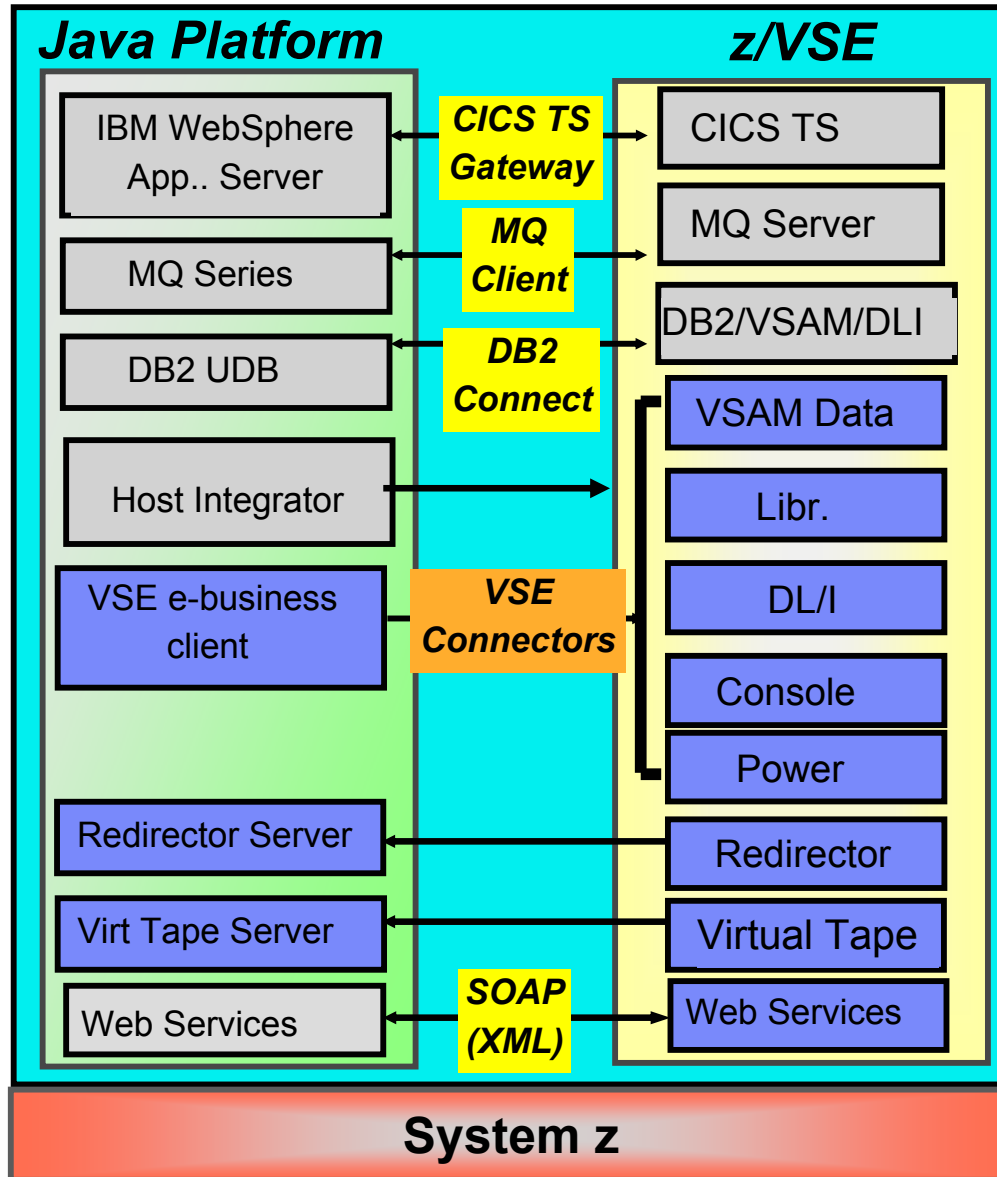 Java Platform
z/VSE
IBM WebSphere
App.. Server
CICS TS
Gateway
CICS TS
MQ Series
MQ
Client
MQ Server
DB2 UDB
DB2
Connect
DB2/VSAM/DLI
Host Integrator
VSE e-business
client
VSE
Connectors
VSAM Data
Libr.
DL/I
Console
Power
Redirector Server
Redirector
Virt Tape Server
Virtual Tape
Web Services
SOAP
(XML)
Web Services
System z